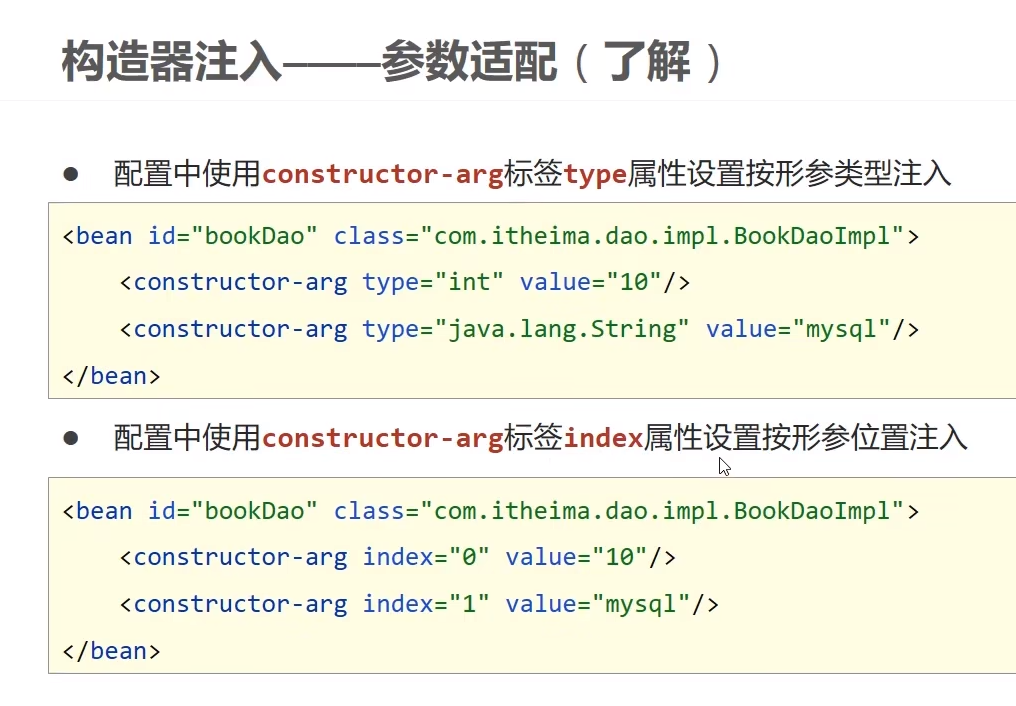 构造器注入——参数适配（了解）
● 配置中使用constructor-arg标签type属性设置按形参类型注入
<bean id="bookDao" class="com.itheima.dao.impl.BookDaoImpl">
    <constructor-arg type="int" value="10"/>
    <constructor-arg type="java.lang.String" value="mysql"/>
</bean>
● 配置中使用constructor-arg标签index属性设置按形参位置注入
<bean id="bookDao" class="com.itheima.dao.impl.BookDaoImpl">
    <constructor-arg index="0" value="10"/>
    <constructor-arg index="1" value="mysql"/>
</bean>